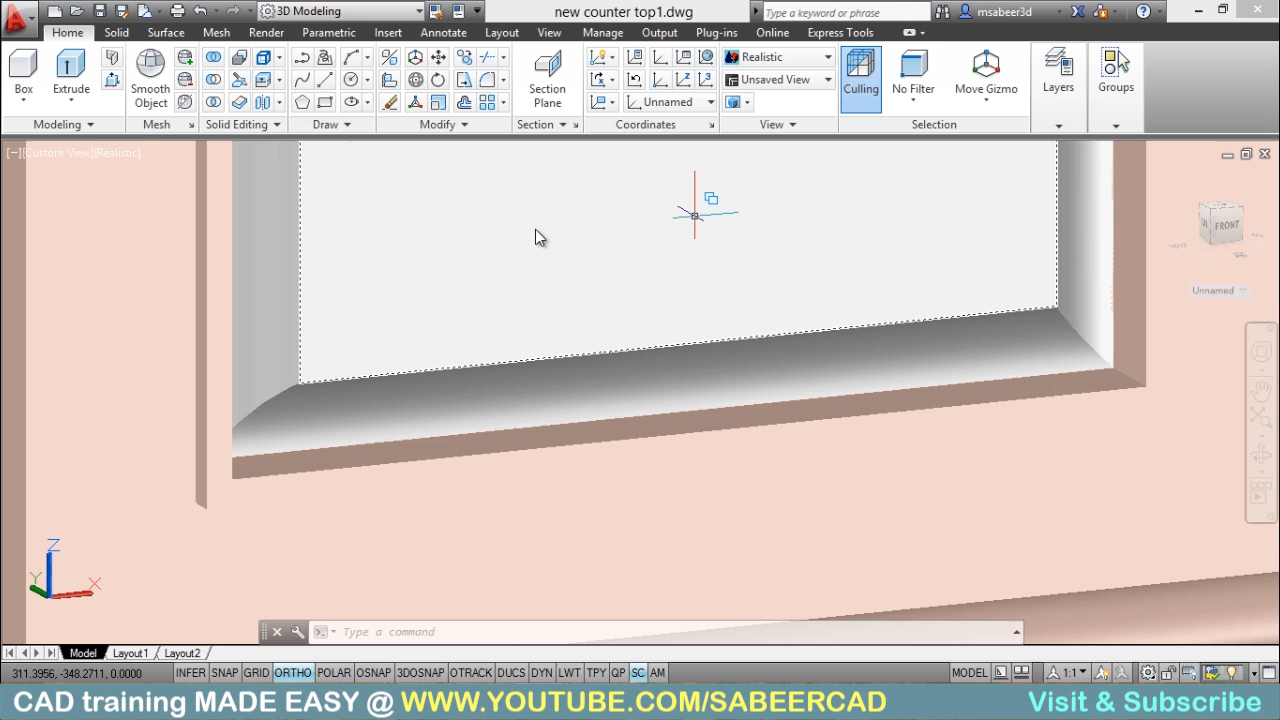 3D Modeling
new counter top1.dwg
Type a keyword or phrase
msabeer3d
Home Solid Surface Mesh Render Parametric Insert Annotate Layout View Manage Output Plug-ins Online Express Tools
Box
Extrude
Smooth
Object
Section
Plane
Realistic
Unsaved View
Unnamed
Culling
No Filter
Move Gizmo
Layers
Groups
Modeling Mesh Solid Editing Draw Modify Section Coordinates View Selection
[−][Custom View][Realistic]
FRONT
Unnamed
Z
Y
X
Type a command
Model Layout1 Layout2
311.3956, -348.2711, 0.0000 INFER SNAP GRID ORTHO POLAR OSNAP 3DOSNAP OTRACK DUCS DYN LWT TPY QP SC AM MODEL 1:1
CAD training MADE EASY @ WWW.YOUTUBE.COM/SABEERCAD Visit & Subscribe